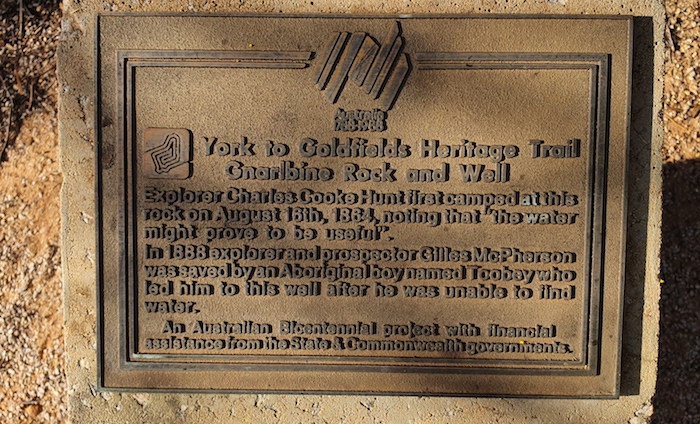 Australia
1788-1988
York to Goldfields Heritage Trail
Gnarlbine Rock and Well
Explorer Charles Cooke Hunt first camped at this
rock on August 16th, 1864, noting that "the water
might prove to be useful".
In 1888 explorer and prospector Gilles McPherson
was saved by an Aboriginal boy named Toobey who
led him to this well after he was unable to find
water.
An Australian Bicentennial project with financial
assistance from the State & Commonwealth governments.